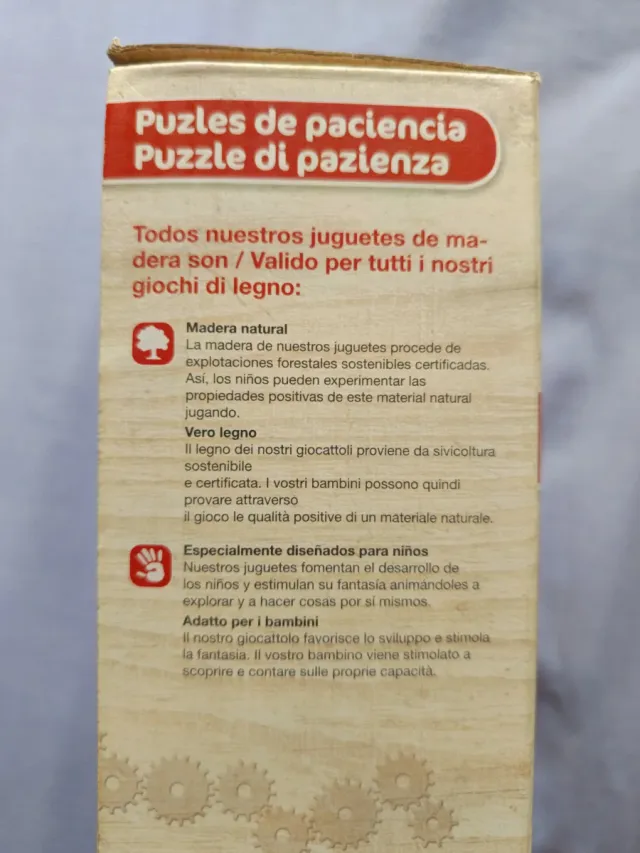 Puzles de paciencia
Puzzle di pazienza
Todos nuestros juguetes de ma-
dera son / Valido per tutti i nostri
giochi di legno:
Madera natural
La madera de nuestros juguetes procede de
explotaciones forestales sostenibles certificadas.
Así, los niños pueden experimentar las
propiedades positivas de este material natural
jugando.
Vero legno
Il legno dei nostri giocattoli proviene da sivicoltura
sostenibile
e certificata. I vostri bambini possono quindi
provare attraverso
il gioco le qualità positive di un materiale naturale.
Especialmente diseñados para niños
Nuestros juguetes fomentan el desarrollo de
los niños y estimulan su fantasía animándoles a
explorar y a hacer cosas por sí mismos.
Adatto per i bambini
Il nostro giocattolo favorisce lo sviluppo e stimola
la fantasia. Il vostro bambino viene stimolato a
scoprire e contare sulle proprie capacità.